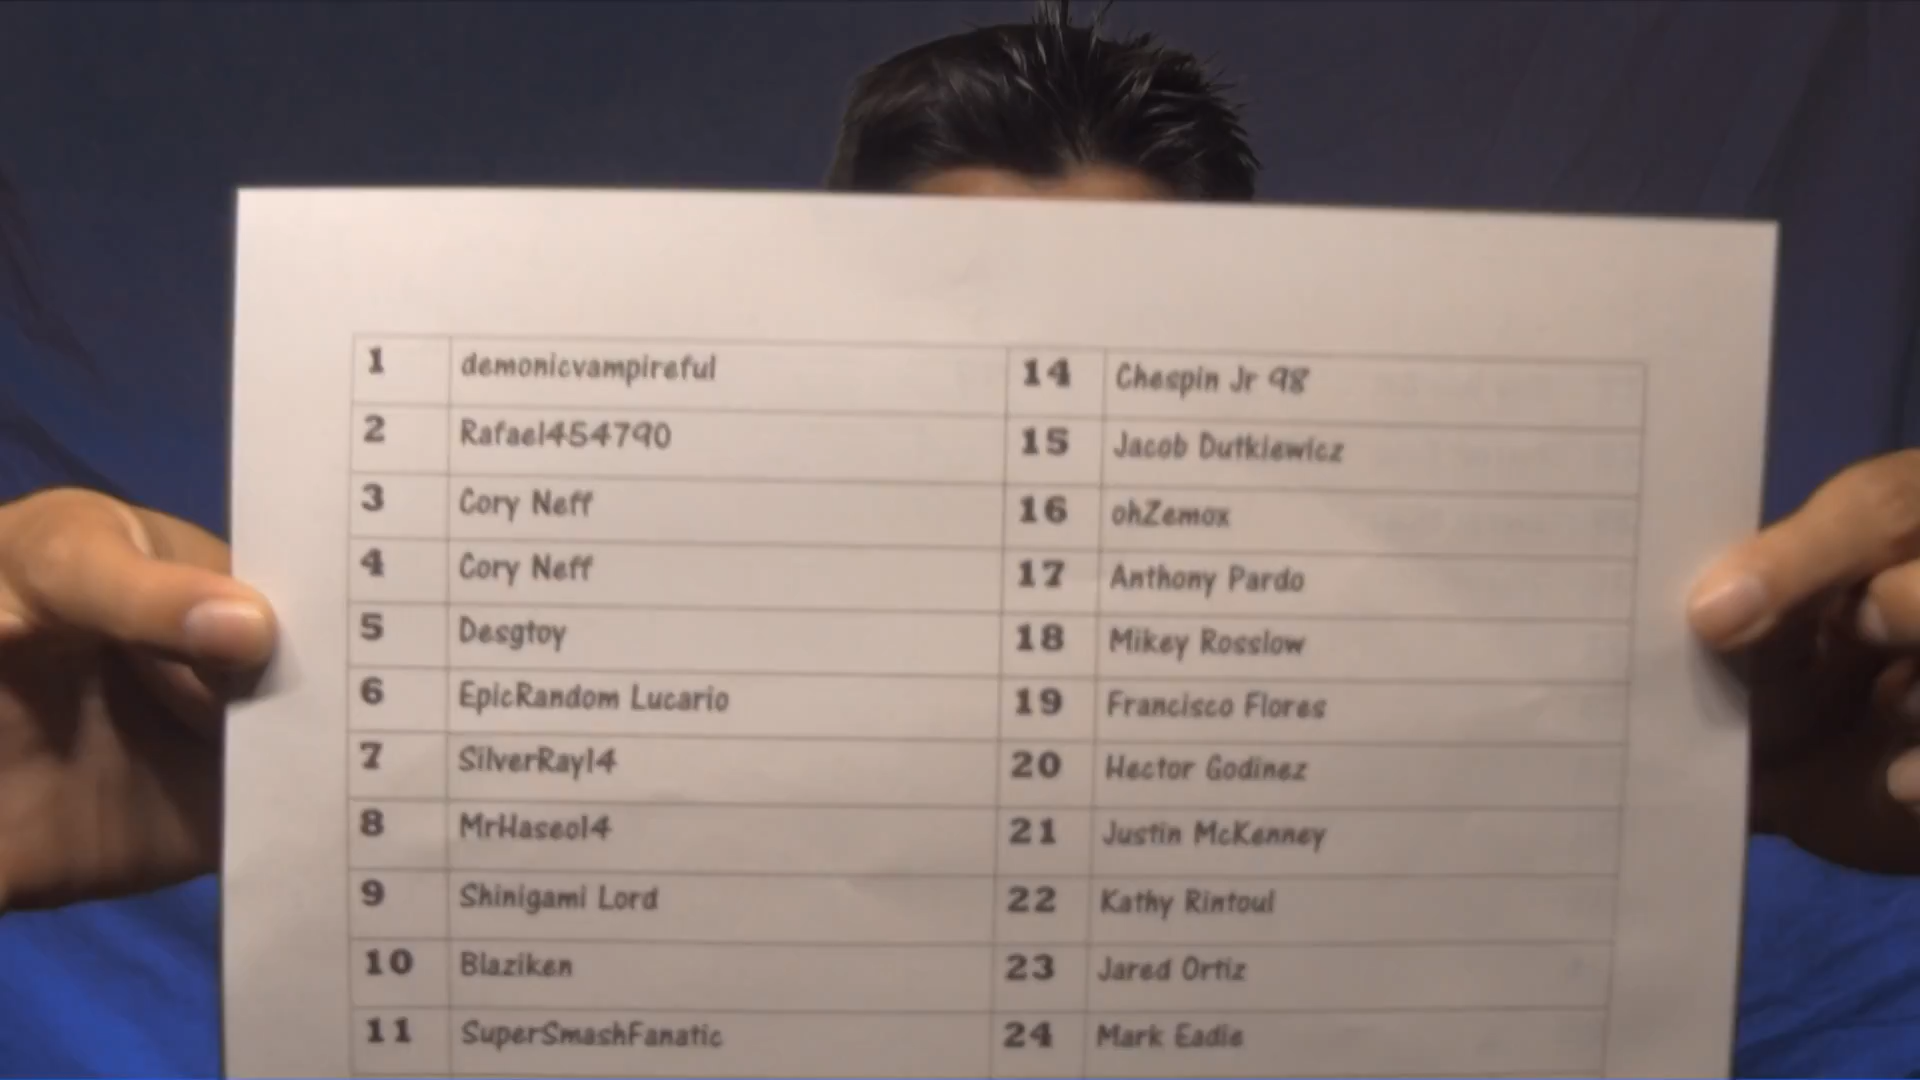 1 demonicvampireful 14 Chespin Jr 98
2 Rafael454790 15 Jacob Dutkiewicz
3 Cory Neff 16 ohZemox
4 Cory Neff 17 Anthony Pardo
5 Desgtoy 18 Mikey Rosslow
6 EpicRandom Lucario 19 Francisco Flores
7 SilverRay14 20 Hector Godinez
8 MrHaseo14 21 Justin McKenney
9 Shinigami Lord 22 Kathy Rintoul
10 Blaziken 23 Jared Ortiz
11 SuperSmashFanatic 24 Mark Eadie